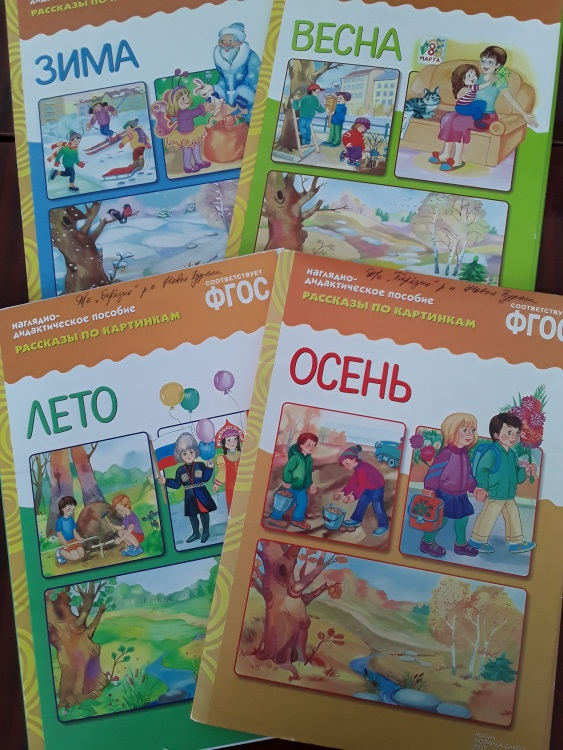 РАССКАЗЫ ПО К
ЗИМА
ВЕСНА
8
МАРТА
НАГЛЯДНО-
ДИДАКТИЧЕСКОЕ ПОСОБИЕ
РАССКАЗЫ ПО КАРТИНКАМ
СООТВЕТСТВУЕТ
ФГОС
ЛЕТО
НАГЛЯДНО-
ДИДАКТИЧЕСКОЕ ПОСОБИЕ
РАССКАЗЫ ПО КАРТИНКАМ
СООТВЕТСТВУЕТ
ФГОС
ОСЕНЬ